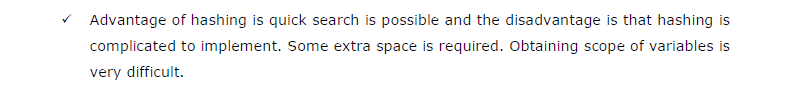 ✓ Advantage of hashing is quick search is possible and the disadvantage is that hashing is
complicated to implement. Some extra space is required. Obtaining scope of variables is
very difficult.